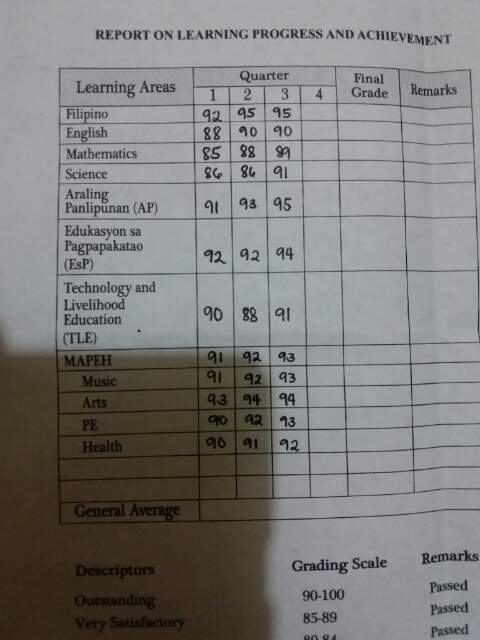 REPORT ON LEARNING PROGRESS AND ACHIEVEMENT
Learning Areas Quarter Final Grade Remarks
1 2 3 4
Filipino 92 95 95
English 88 90 90
Mathematics 85 88 89
Science 86 86 91
Araling
Panlipunan (AP) 91 93 95
Edukasyon sa
Pagpapakatao
(EsP) 92 92 94
Technology and
Livelihood
Education
(TLE) 90 88 91
MAPEH 91 92 93
Music 91 92 93
Arts 93 94 94
PE 90 92 93
Health 90 91 92
General Average
Descriptors Grading Scale Remarks
Outstanding 90-100 Passed
Very Satisfactory 85-89 Passed
80-84 Passed